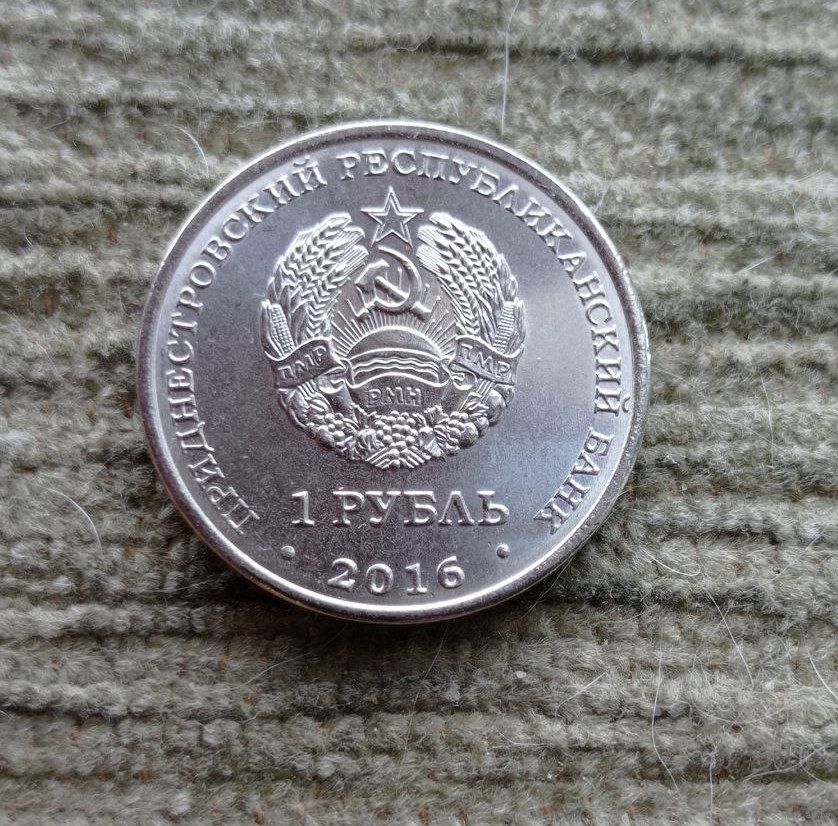 ПРИДНЕСТРОВСКИЙ РЕСПУБЛИКАНСКИЙ БАНК
ПМР
ПМР
РМН
1 РУБЛЬ
2016